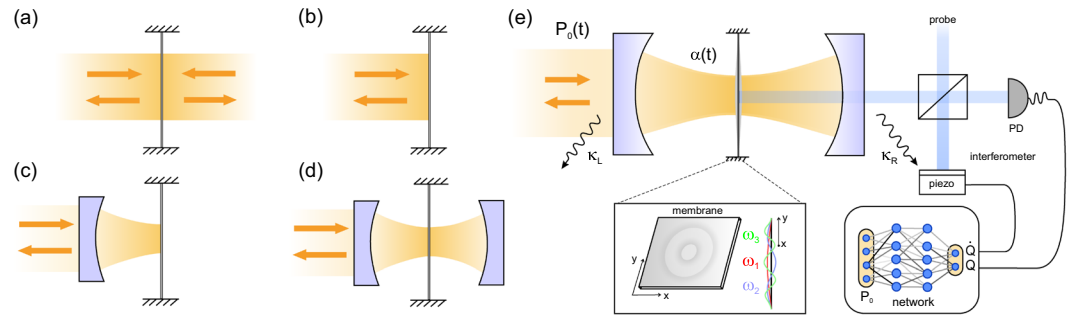 (a)
(b)
(c)
(d)
(e)
P₀(t)
α(t)
κL
κR
probe
PD
interferometer
piezo
membrane
y
x
ω₃
ω₁
ω₂
y
x
P₀
network
Q̇
Q